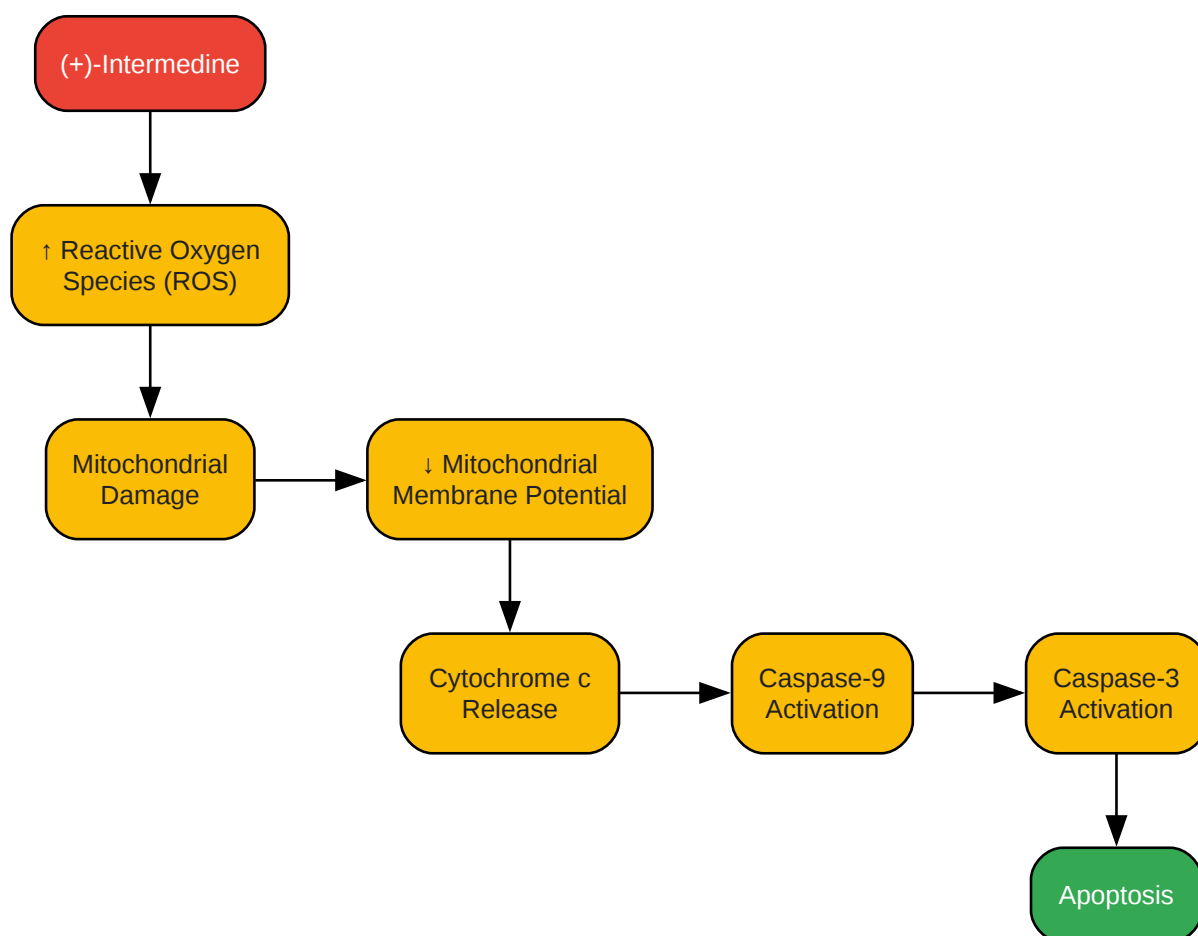 (+)-Intermedine
↑ Reactive Oxygen
Species (ROS)
Mitochondrial
Damage
↓ Mitochondrial
Membrane Potential
Cytochrome c
Release
Caspase-9
Activation
Caspase-3
Activation
Apoptosis